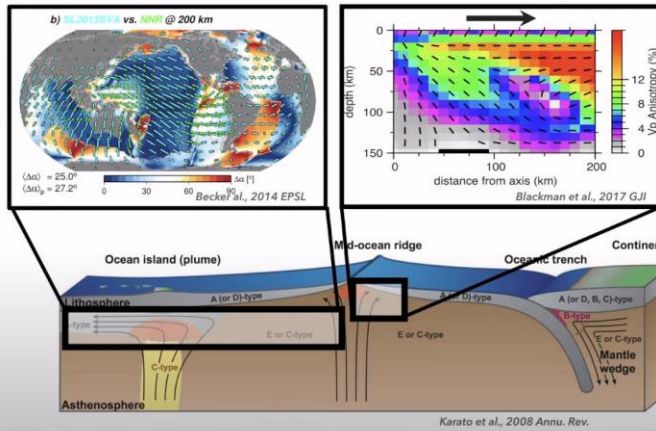 b) SL2013SVA vs. NNR @ 200 km
⟨Δα⟩ = 25.0°
⟨Δα⟩p = 27.2°
0 30 60 90
Δα [°]
Becker al., 2014 EPSL
0
50
100
150
depth (km)
0 100 200
distance from axis (km)
12
8
4
0
Vp Anisotropy (%)
Blackman et al., 2017 GJI
Ocean island (plume)
Mid-ocean ridge
Oceanic trench
Contine
Lithosphere
A (or D)-type
A (or D)-type
A (or D, B, C)-type
-type
B-type
E or C-type
E or C-type
E or C-type
C-type
Mantle
wedge
Asthenosphere
Karato et al., 2008 Annu. Rev.